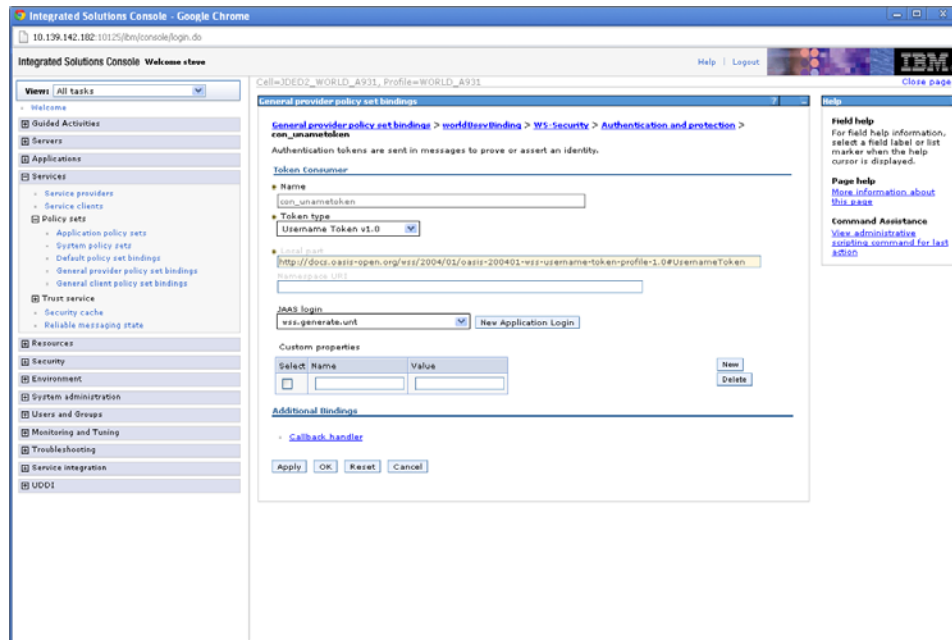 Integrated Solutions Console - Google Chrome
10.139.142.182:10125/ibm/console/login.do
Integrated Solutions Console Welcome steve
Help | Logout
IBM
View: All tasks
Welcome
Guided Activities
Servers
Applications
Services
Service providers
Service clients
Policy sets
Application policy sets
System policy sets
Default policy set bindings
General provider policy set bindings
General client policy set bindings
Trust service
Security cache
Reliable messaging state
Resources
Security
Environment
System administration
Users and Groups
Monitoring and Tuning
Troubleshooting
Service integration
UDDI
Cell=JDED2_WORLD_A931, Profile=WORLD_A931
Close page
General provider policy set bindings
?
General provider policy set bindings > worldBssvBinding > WS-Security > Authentication and protection >
con_unametoken
Authentication tokens are sent in messages to prove or assert an identity.
Token Consumer
Name
con_unametoken
Token type
Username Token v1.0
Local part
http://docs.oasis-open.org/wss/2004/01/oasis-200401-wss-username-token-profile-1.0#UsernameToken
Namespace URI
JAAS login
wss.generate.unt
New Application Login
Custom properties
Select Name Value
New
Delete
Additional Bindings
Callback handler
Apply OK Reset Cancel
Help
Field help
For field help information,
select a field label or list
marker when the help
cursor is displayed.
Page help
More information about
this page
Command Assistance
View administrative
scripting command for last
action